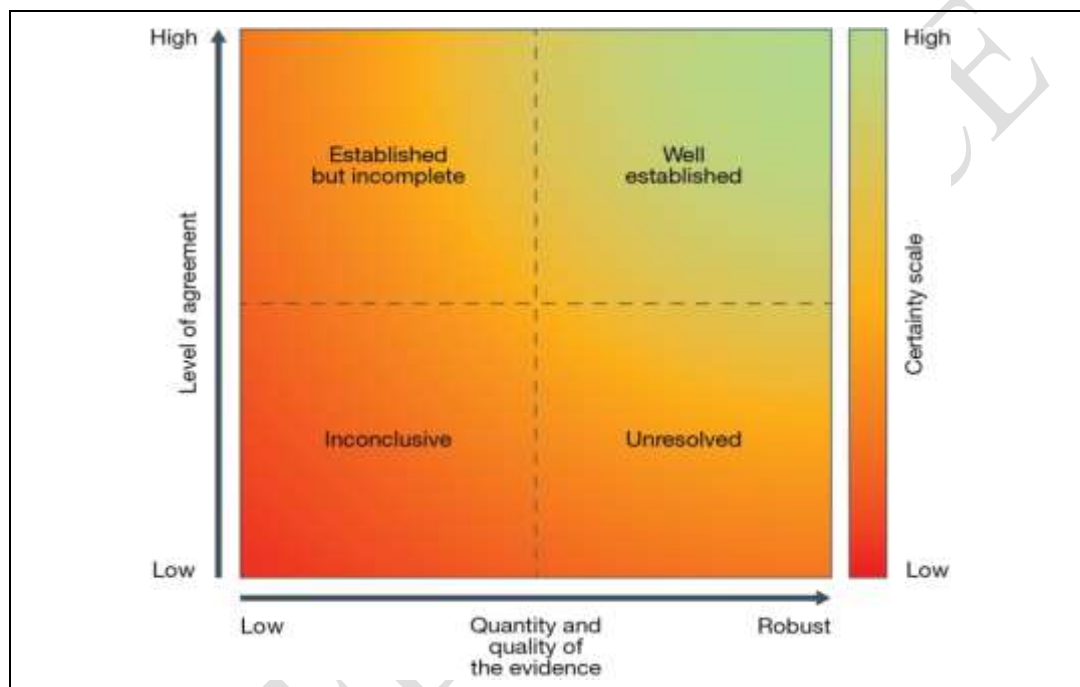 High
High
Established
but incomplete
Well
established
Level of agreement
Certainty scale
Inconclusive
Unresolved
Low
Low
Low
Quantity and
quality of
the evidence
Robust